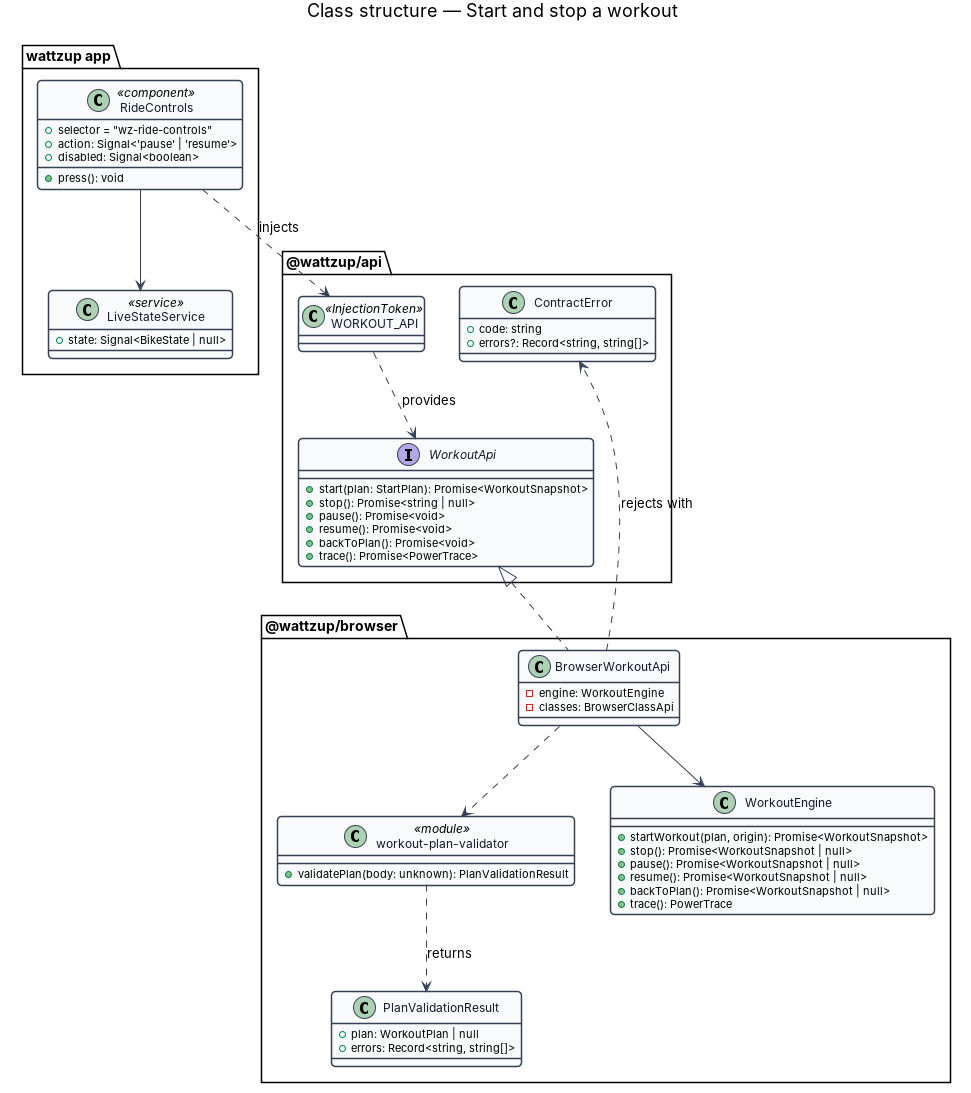 Class structure — Start and stop a workout
wattzup app
«component»
RideControls
selector = "wz-ride-controls"
action: Signal<'pause' | 'resume'>
disabled: Signal<boolean>
press(): void
injects
«service»
LiveStateService
state: Signal<BikeState | null>
@wattzup/api
«InjectionToken»
WORKOUT_API
ContractError
code: string
errors?: Record<string, string[]>
provides
WorkoutApi
start(plan: StartPlan): Promise<WorkoutSnapshot>
stop(): Promise<string | null>
pause(): Promise<void>
resume(): Promise<void>
backToPlan(): Promise<void>
trace(): Promise<PowerTrace>
rejects with
@wattzup/browser
BrowserWorkoutApi
engine: WorkoutEngine
classes: BrowserClassApi
«module»
workout-plan-validator
validatePlan(body: unknown): PlanValidationResult
WorkoutEngine
startWorkout(plan, origin): Promise<WorkoutSnapshot>
stop(): Promise<WorkoutSnapshot | null>
pause(): Promise<WorkoutSnapshot | null>
resume(): Promise<WorkoutSnapshot | null>
backToPlan(): Promise<WorkoutSnapshot | null>
trace(): PowerTrace
returns
PlanValidationResult
plan: WorkoutPlan | null
errors: Record<string, string[]>